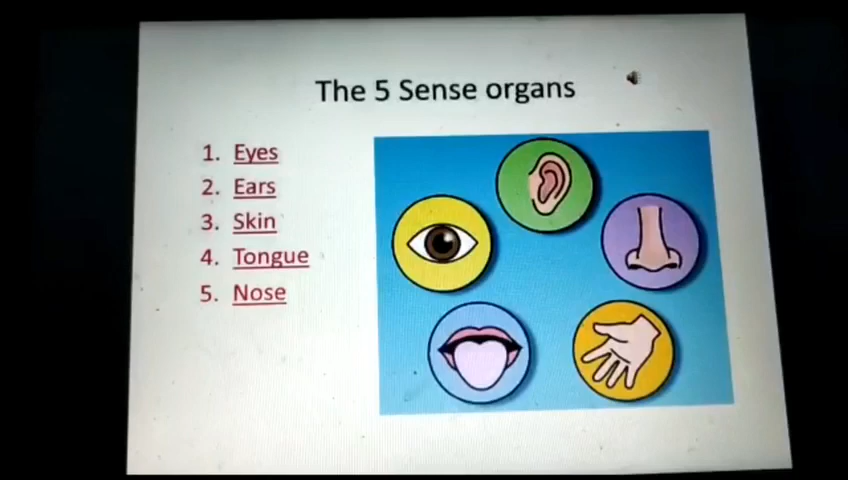 The 5 Sense organs
1. Eyes
2. Ears
3. Skin
4. Tongue
5. Nose